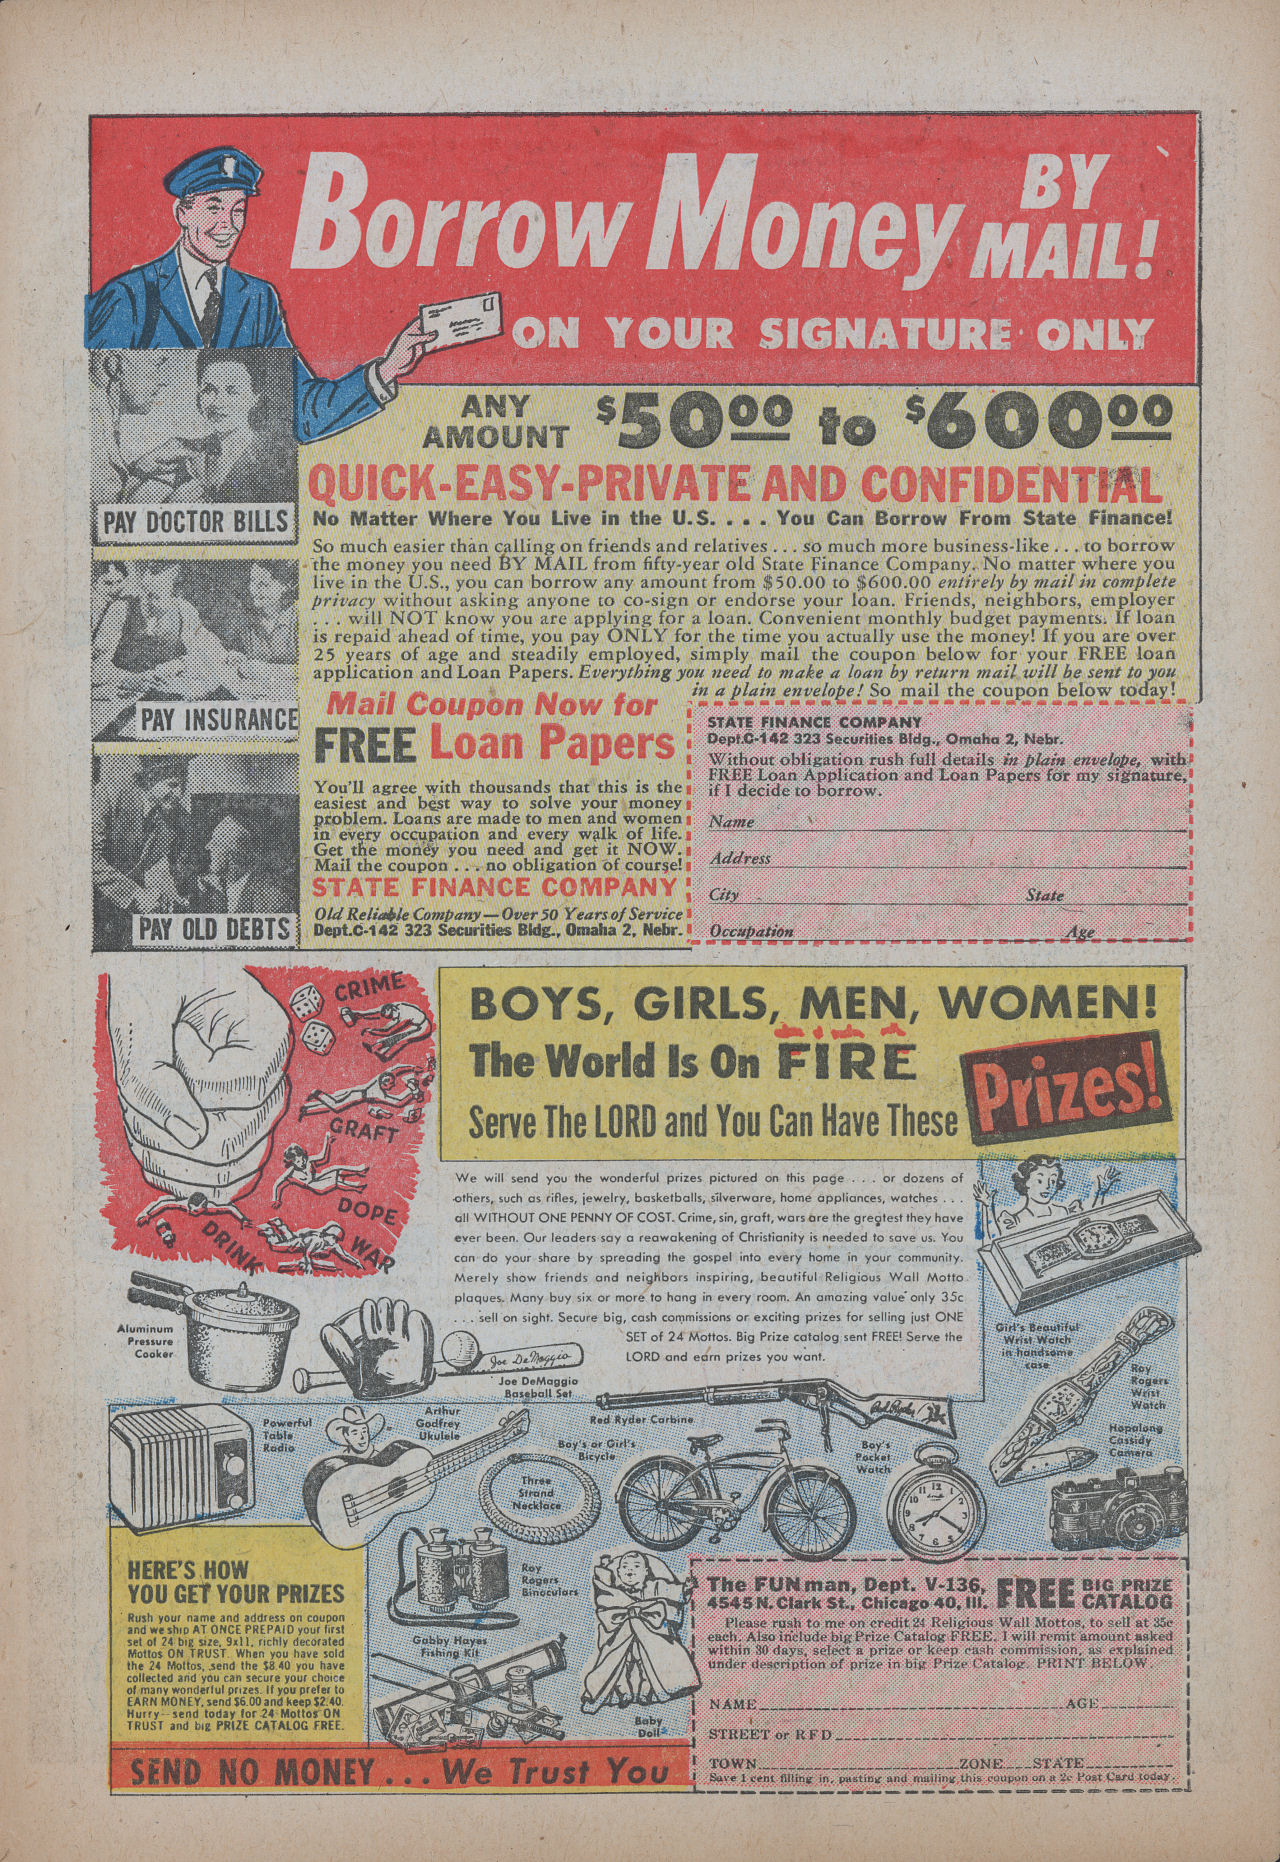 Borrow Money BY MAIL!
ON YOUR SIGNATURE ONLY
ANY AMOUNT $50.00 to $600.00
QUICK-EASY-PRIVATE AND CONFIDENTIAL
No Matter Where You Live in the U.S. . . . You Can Borrow From State Finance!
So much easier than calling on friends and relatives . . . so much more business-like . . . to borrow
the money you need BY MAIL from fifty-year old State Finance Company. No matter where you
live in the U.S., you can borrow any amount from $50.00 to $600.00 entirely by mail in complete
privacy without asking anyone to co-sign or endorse your loan. Friends, neighbors, employer
. . . will NOT know you are applying for a loan. Convenient monthly budget payments. If loan
is repaid ahead of time, you pay ONLY for the time you actually use the money! If you are over
25 years of age and steadily employed, simply mail the coupon below for your FREE loan
application and Loan Papers. Everything you need to make a loan by return mail will be sent to you
in a plain envelope! So mail the coupon below today!
PAY DOCTOR BILLS
PAY INSURANCE
PAY OLD DEBTS
Mail Coupon Now for
FREE Loan Papers
You'll agree with thousands that this is the
easiest and best way to solve your money
problem. Loans are made to men and women
in every occupation and every walk of life.
Get the money you need and get it NOW.
Mail the coupon . . . no obligation of course!
STATE FINANCE COMPANY
Old Reliable Company—Over 50 Years of Service
Dept.C-142 323 Securities Bldg., Omaha 2, Nebr.
STATE FINANCE COMPANY
Dept.C-142 323 Securities Bldg., Omaha 2, Nebr.
Without obligation rush full details in plain envelope, with
FREE Loan Application and Loan Papers for my signature,
if I decide to borrow.
Name
Address
City State
Occupation Age
CRIME
GRAFT
DOPE
DRINK
WAR
BOYS, GIRLS, MEN, WOMEN!
The World Is On FIRE
Serve The LORD and You Can Have These Prizes!
We will send you the wonderful prizes pictured on this page . . . or dozens of
others, such as rifles, jewelry, basketballs, silverware, home appliances, watches . . .
all WITHOUT ONE PENNY OF COST. Crime, sin, graft, wars are the greatest they have
ever been. Our leaders say a reawakening of Christianity is needed to save us. You
can do your share by spreading the gospel into every home in your community.
Merely show friends and neighbors inspiring, beautiful Religious Wall Motto
plaques. Many buy six or more to hang in every room. An amazing value only 35c
. . . sell on sight. Secure big, cash commissions or exciting prizes for selling just ONE
SET of 24 Mottos. Big Prize catalog sent FREE! Serve the
LORD and earn prizes you want.
Aluminum
Pressure
Cooker
Joe DeMaggio
Joe DeMaggio
Baseball Set
Girl's Beautiful
Wrist Watch
in handsome
case
Roy
Rogers
Wrist
Watch
Powerful
Table
Radio
Arthur
Godfrey
Ukulele
Red Ryder Carbine
Boy's or Girl's
Bicycle
Three
Strand
Necklace
Boy's
Pocket
Watch
Hopalong
Cassidy
Camera
Roy
Rogers
Binoculars
Gabby Hayes
Fishing Kit
Baby
Doll
HERE'S HOW
YOU GET YOUR PRIZES
Rush your name and address on coupon
and we ship AT ONCE PREPAID your first
set of 24 big size, 9x11, richly decorated
Mottos ON TRUST. When you have sold
the 24 Mottos, send the $8.40 you have
collected and you can secure your choice
of many wonderful prizes. If you prefer to
EARN MONEY, send $6.00 and keep $2.40.
Hurry—send today for 24 Mottos ON
TRUST and big PRIZE CATALOG FREE.
SEND NO MONEY . . . We Trust You
The FUN man, Dept. V-136,
4545 N. Clark St., Chicago 40, Ill.
FREE BIG PRIZE CATALOG
Please rush to me on credit 24 Religious Wall Mottos, to sell at 35c
each. Also include big Prize Catalog FREE. I will remit amount asked
within 30 days, select a prize or keep cash commission, as explained
under description of prize in big Prize Catalog. PRINT BELOW
NAME AGE
STREET or RFD
TOWN ZONE STATE
Save 1 cent filling in, pasting and mailing this coupon on a 2c Post Card today.